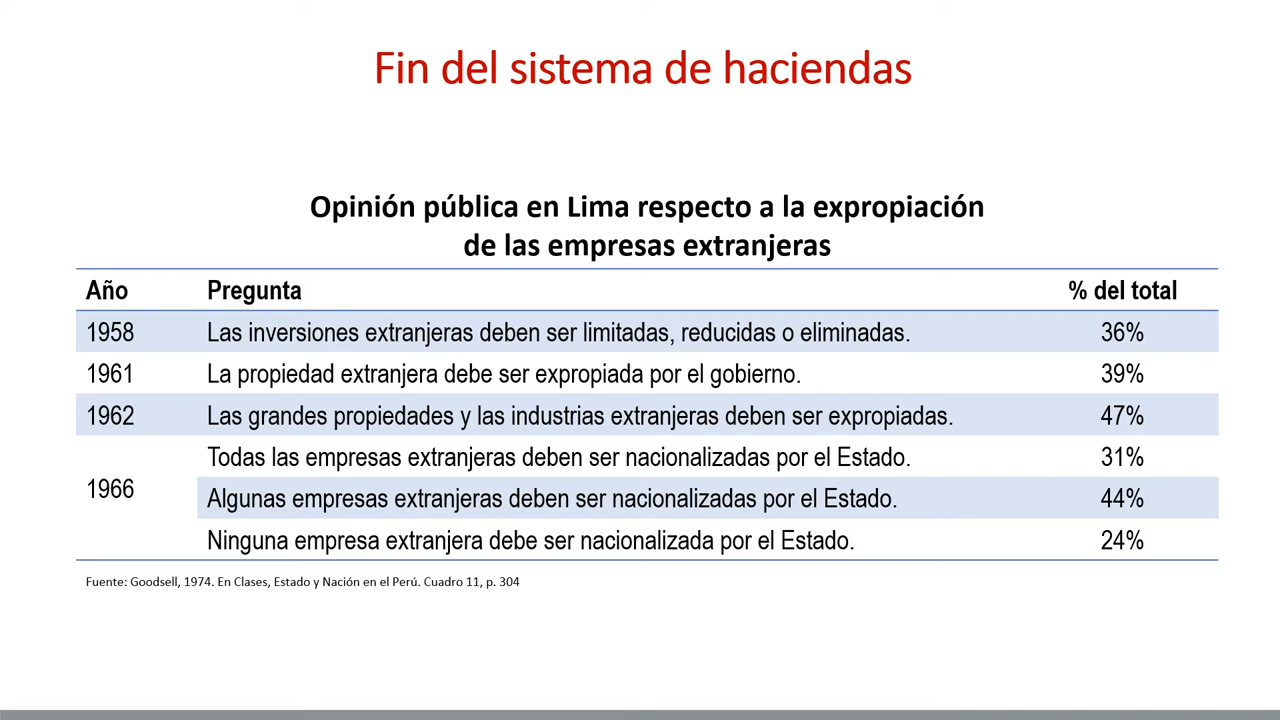 Fin del sistema de haciendas
Opinión pública en Lima respecto a la expropiación
de las empresas extranjeras
Año Pregunta % del total
1958 Las inversiones extranjeras deben ser limitadas, reducidas o eliminadas. 36%
1961 La propiedad extranjera debe ser expropiada por el gobierno. 39%
1962 Las grandes propiedades y las industrias extranjeras deben ser expropiadas. 47%
1966 Todas las empresas extranjeras deben ser nacionalizadas por el Estado. 31%
Algunas empresas extranjeras deben ser nacionalizadas por el Estado. 44%
Ninguna empresa extranjera debe ser nacionalizada por el Estado. 24%
Fuente: Goodsell, 1974. En Clases, Estado y Nación en el Perú. Cuadro 11, p. 304